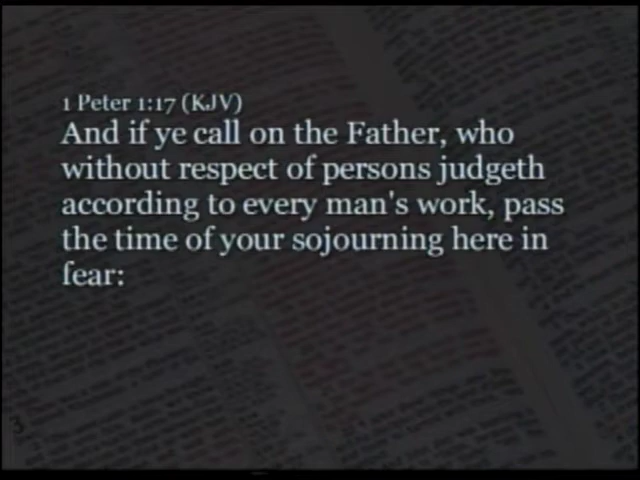 1 Peter 1:17 (KJV)
And if ye call on the Father, who
without respect of persons judgeth
according to every man's work, pass
the time of your sojourning here in
fear: